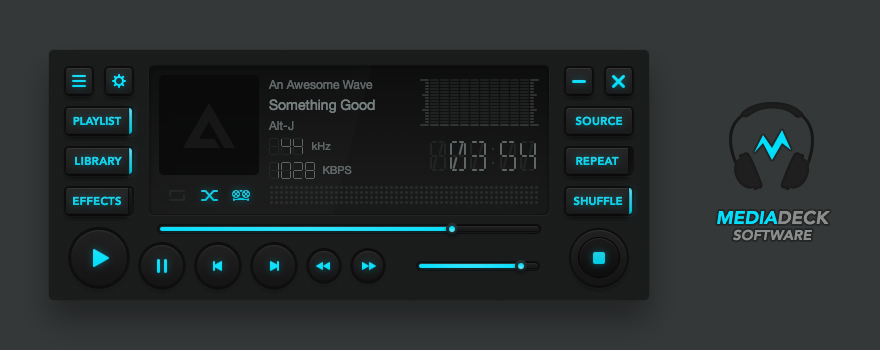 An Awesome Wave
Something Good
Alt-J
44 kHz
1028 KBPS
03:54
PLAYLIST
LIBRARY
EFFECTS
SOURCE
REPEAT
SHUFFLE
MEDIADECK
SOFTWARE